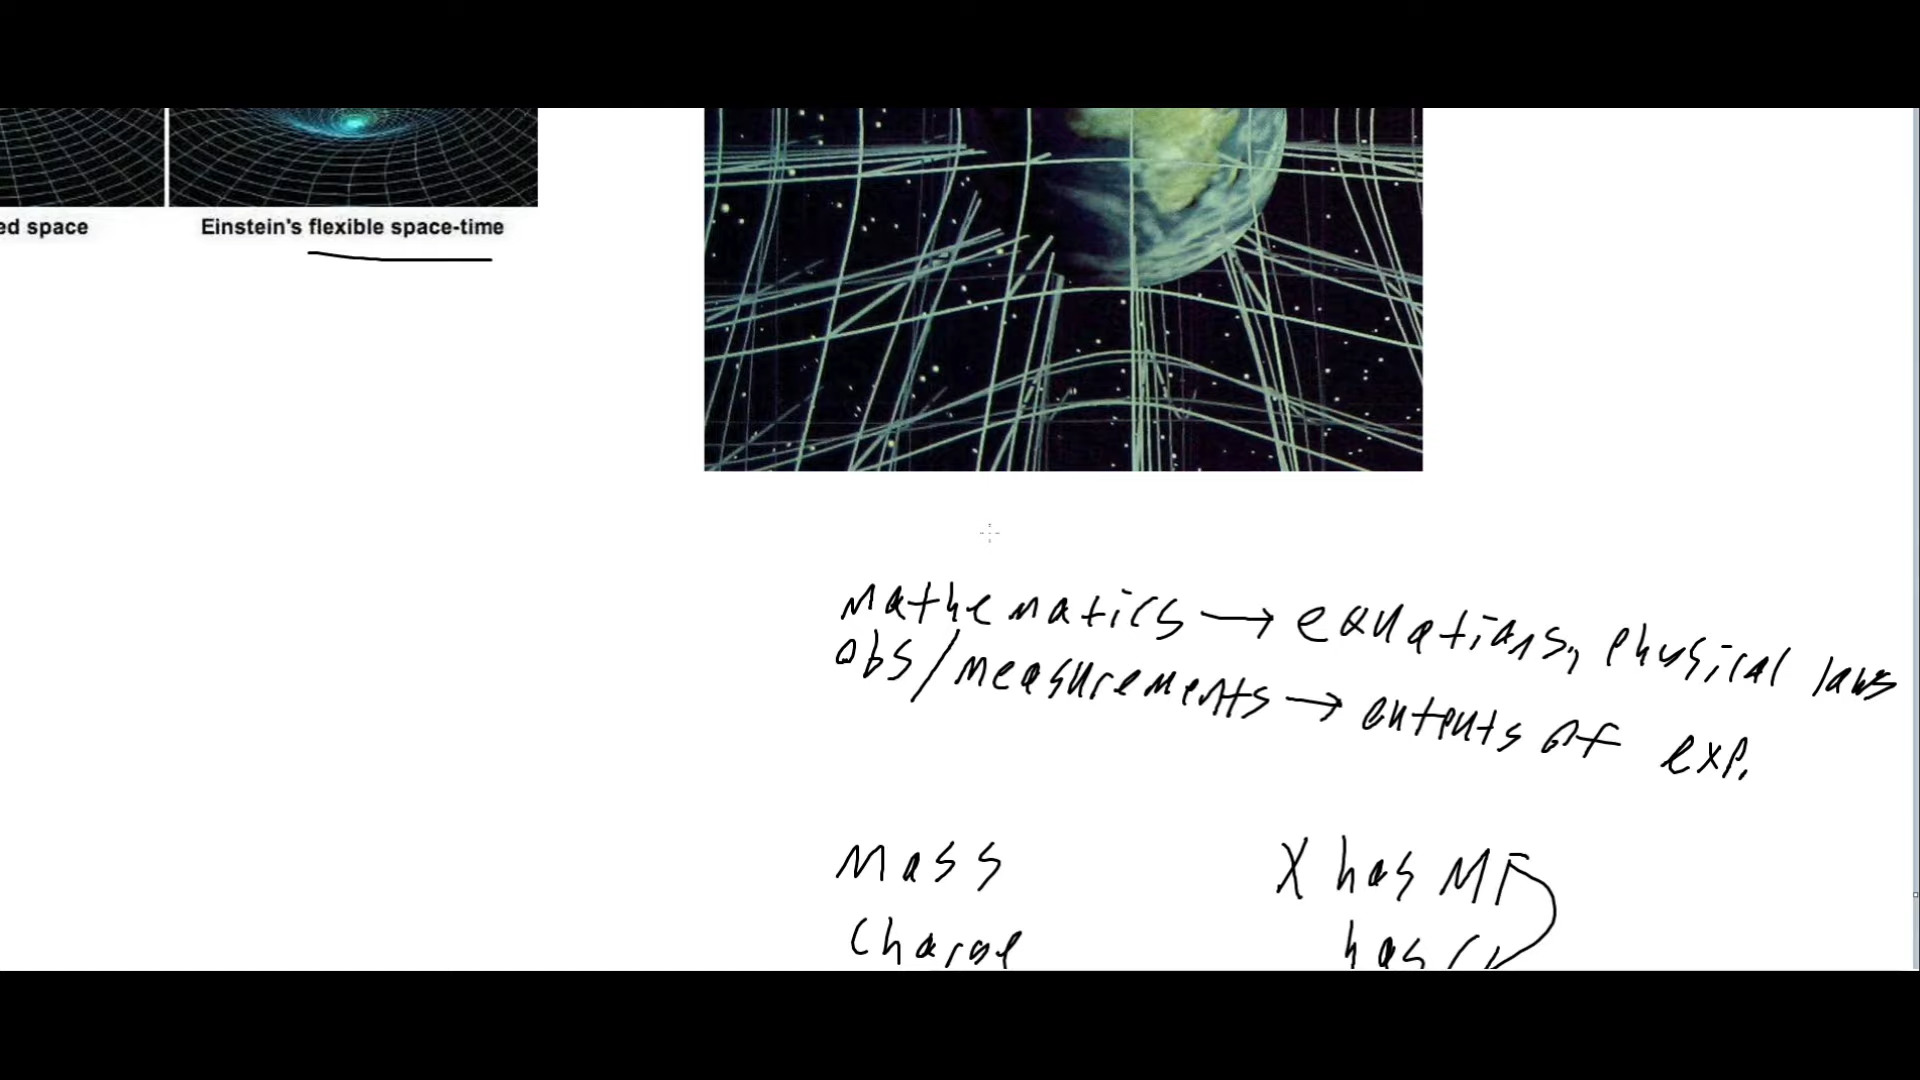 ed space
Einstein's flexible space-time
Mathematics → equations, physical laws
obs/measurements → outputs of exp.
Mass
X has M
Charge
has